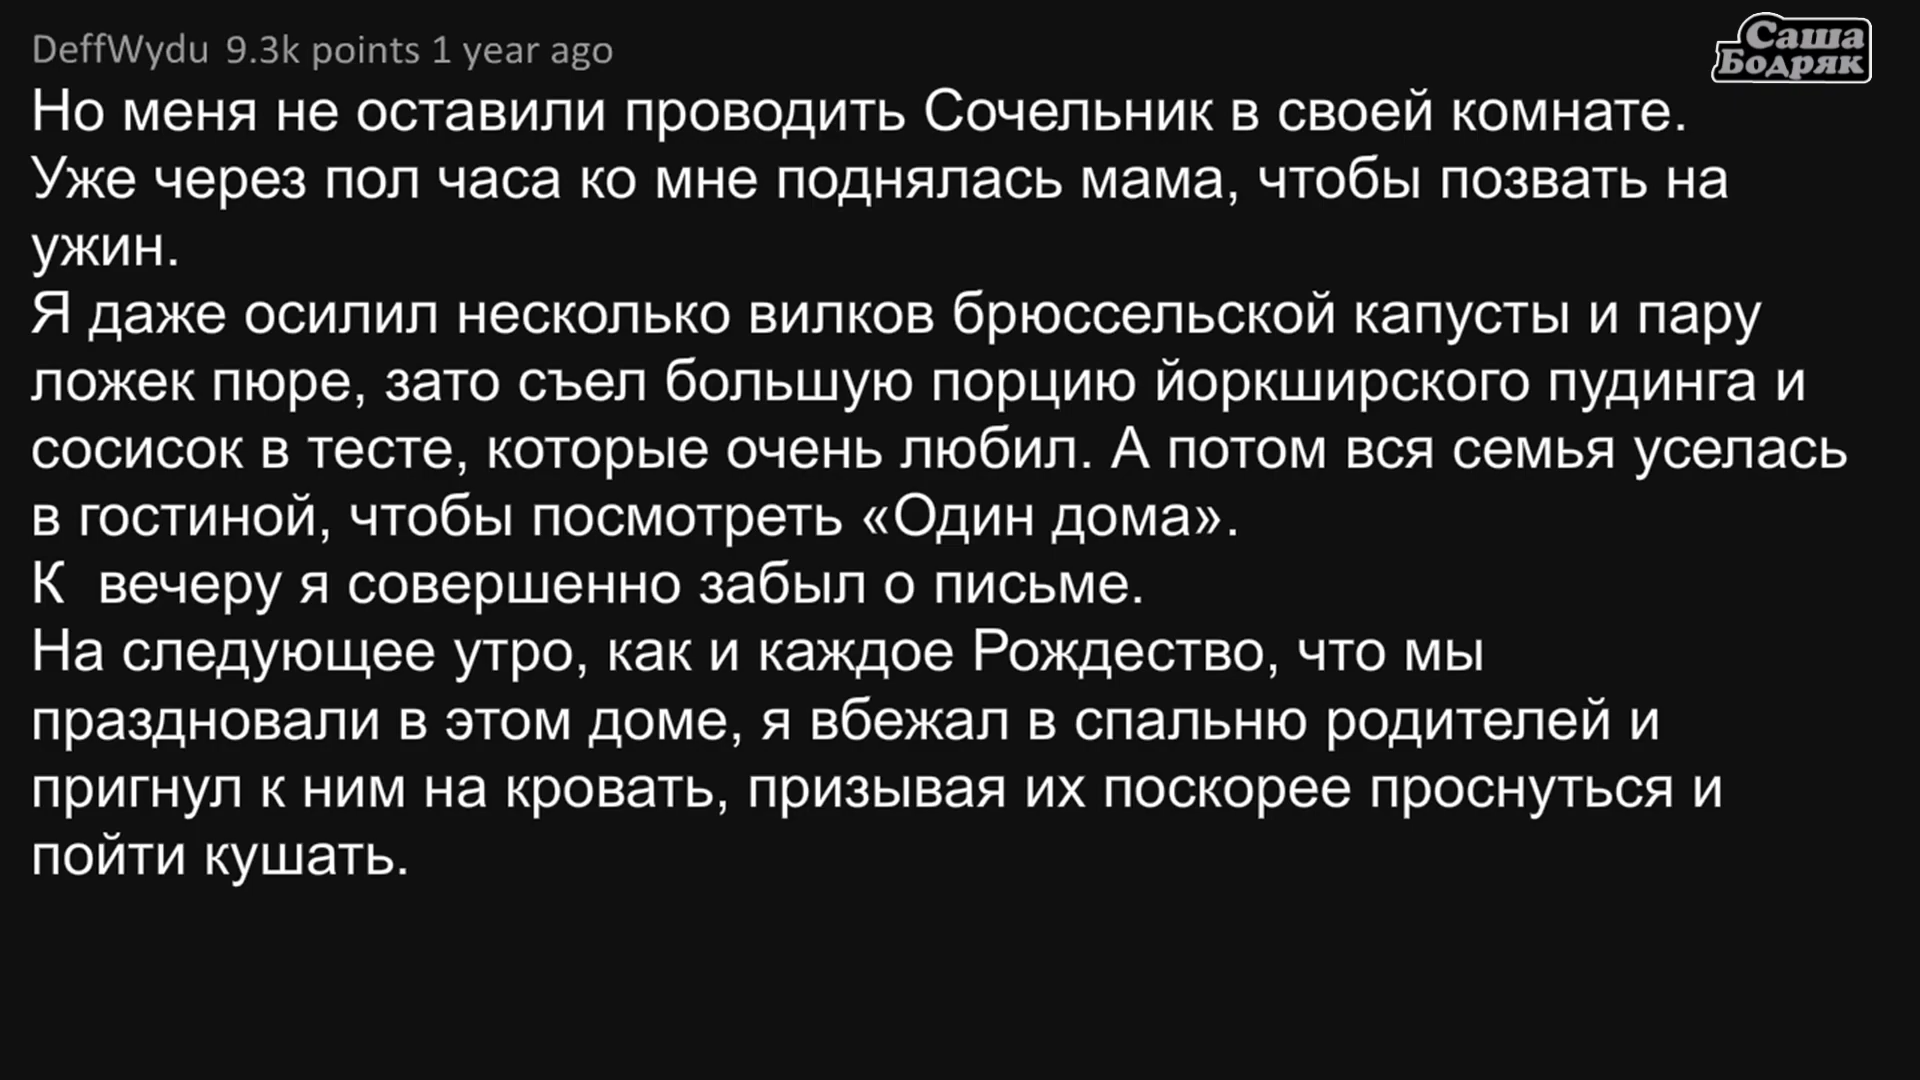 DeffWydu 9.3k points 1 year ago
Саша
Бодряк
Но меня не оставили проводить Сочельник в своей комнате.
Уже через пол часа ко мне поднялась мама, чтобы позвать на
ужин.
Я даже осилил несколько вилков брюссельской капусты и пару
ложек пюре, зато съел большую порцию йоркширского пудинга и
сосисок в тесте, которые очень любил. А потом вся семья уселась
в гостиной, чтобы посмотреть «Один дома».
К  вечеру я совершенно забыл о письме.
На следующее утро, как и каждое Рождество, что мы
праздновали в этом доме, я вбежал в спальню родителей и
пригнул к ним на кровать, призывая их поскорее проснуться и
пойти кушать.